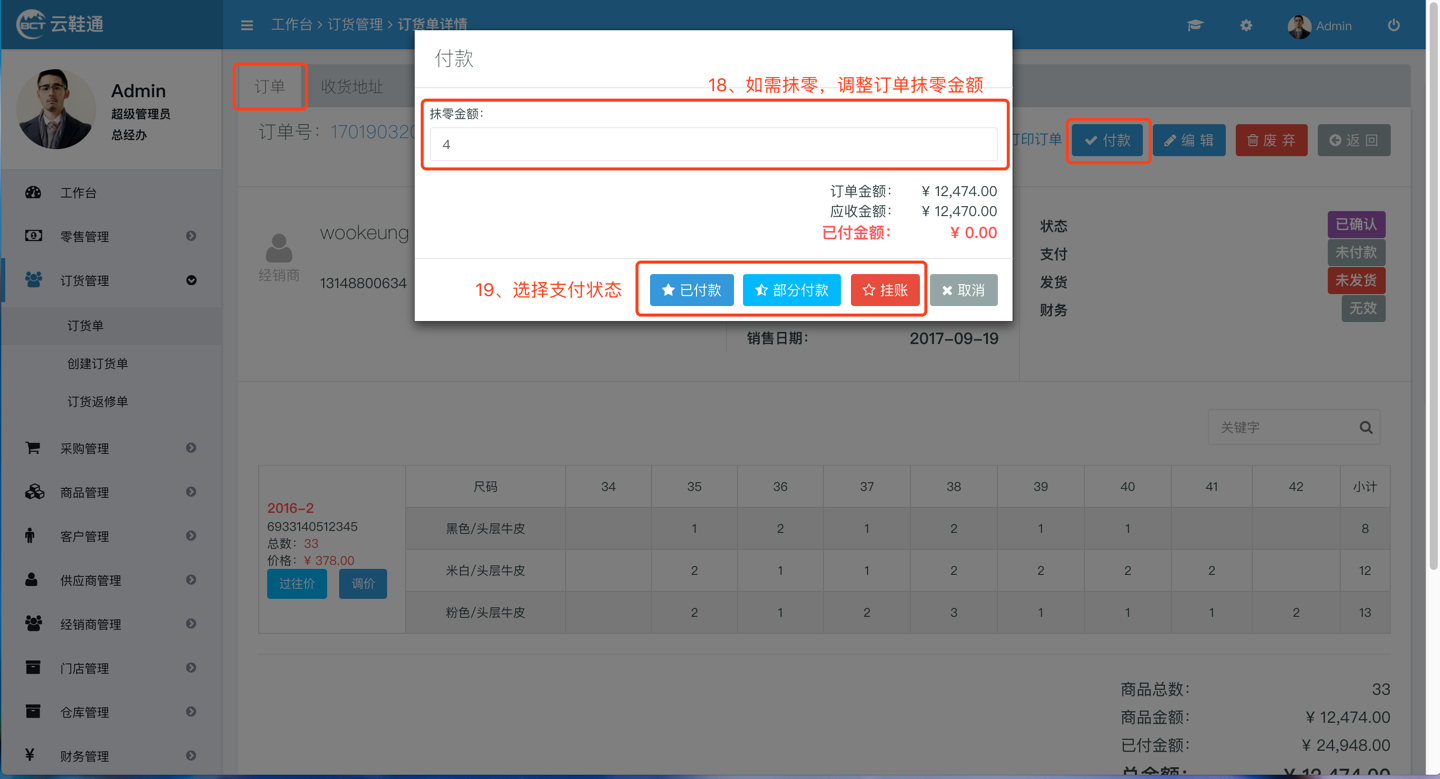 BCT 云鞋通
工作台 > 订货管理 > 订货单详情
Admin
Admin
超级管理员
总经办
工作台
零售管理
订货管理
订货单
创建订货单
订货返修单
采购管理
商品管理
客户管理
供应商管理
经销商管理
门店管理
仓库管理
¥ 财务管理
订单 收货地址
订单号：170190320
印订单 付款 编 辑 废 弃 返 回
付款
18、如需抹零，调整订单抹零金额
抹零金额：
4
订单金额： ¥ 12,474.00
应收金额： ¥ 12,470.00
已付金额： ¥ 0.00
19、选择支付状态
已付款 部分付款 挂账 取消
wookeung
经销商
13148800634
销售日期： 2017-09-19
状态 已确认
支付 未付款
发货 未发货
财务 无效
关键字
2016-2
6933140512345
总数：33
价格：¥ 378.00
过往价 调价
尺码 34 35 36 37 38 39 40 41 42 小计
黑色/头层牛皮 1 2 1 2 1 1 8
米白/头层牛皮 2 1 1 2 2 2 2 12
粉色/头层牛皮 2 1 2 3 1 1 1 2 13
商品总数： 33
商品金额： ¥ 12,474.00
已付金额： ¥ 24,948.00
总金额： ¥ 12,474.00